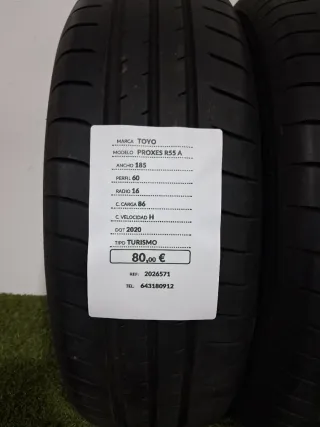 MARCA TOYO
MODELO PROXES R55 A
ANCHO 185
PERFIL 60
RADIO 16
C. CARGA 86
C. VELOCIDAD H
DOT 2020
TIPO TURISMO
80,00 €
REF: 2026571
TEL: 643180912